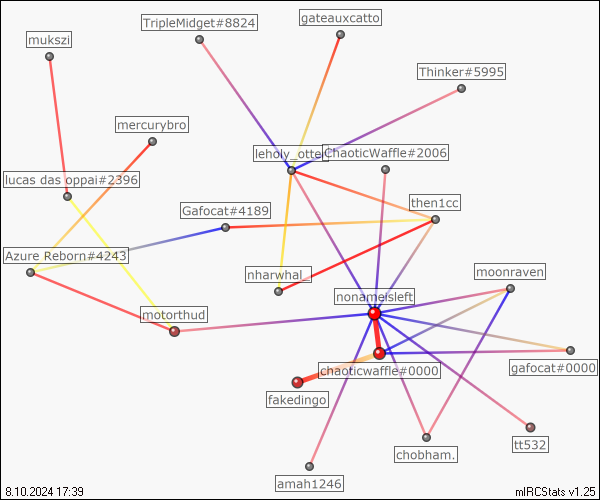 TripleMidget#8824
gateauxcatto
mukszi
Thinker#5995
mercurybro
leholy_otter
ChaoticWaffle#2006
lucas das oppai#2396
Gafocat#4189
then1cc
Azure Reborn#4243
nharwhal_
moonraven
nonameisleft
motorthud
chaoticwaffle#0000
gafocat#0000
fakedingo
tt532
chobham.
amah1246
8.10.2024 17:39
mIRCStats v1.25